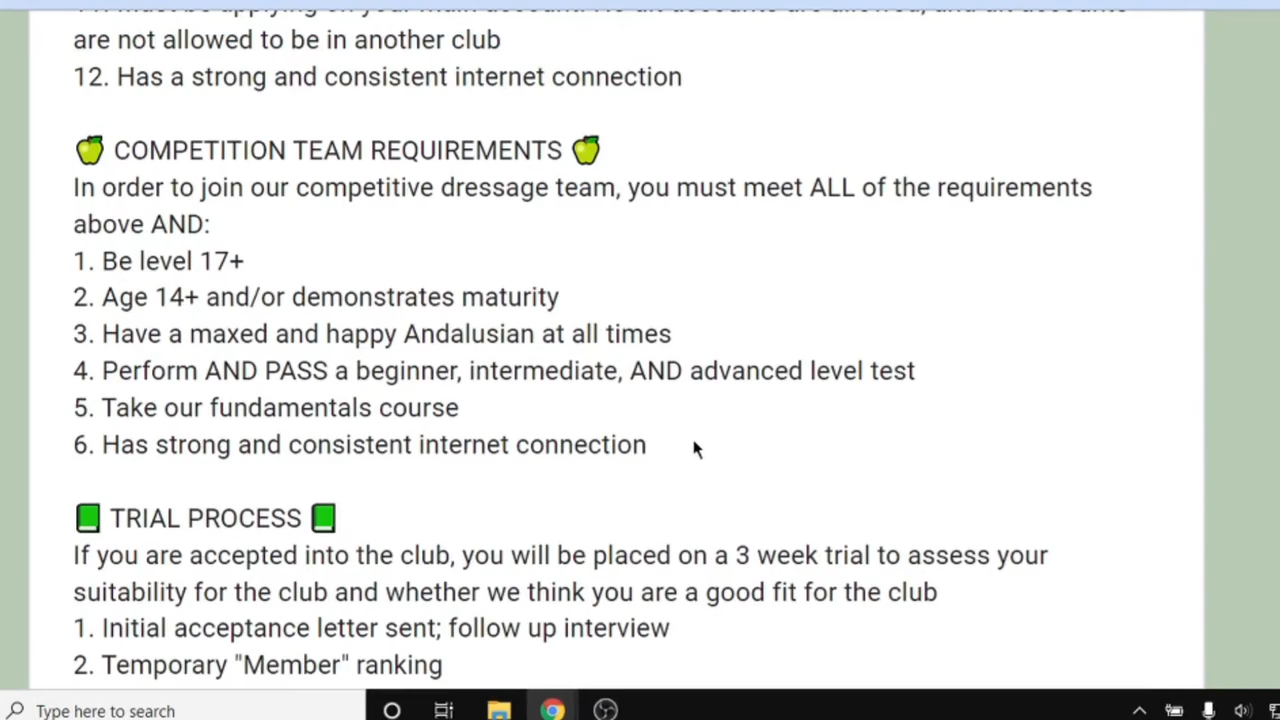 are not allowed to be in another club
12. Has a strong and consistent internet connection
COMPETITION TEAM REQUIREMENTS
In order to join our competitive dressage team, you must meet ALL of the requirements
above AND:
1. Be level 17+
2. Age 14+ and/or demonstrates maturity
3. Have a maxed and happy Andalusian at all times
4. Perform AND PASS a beginner, intermediate, AND advanced level test
5. Take our fundamentals course
6. Has strong and consistent internet connection
TRIAL PROCESS
If you are accepted into the club, you will be placed on a 3 week trial to assess your
suitability for the club and whether we think you are a good fit for the club
1. Initial acceptance letter sent; follow up interview
2. Temporary "Member" ranking
Type here to search